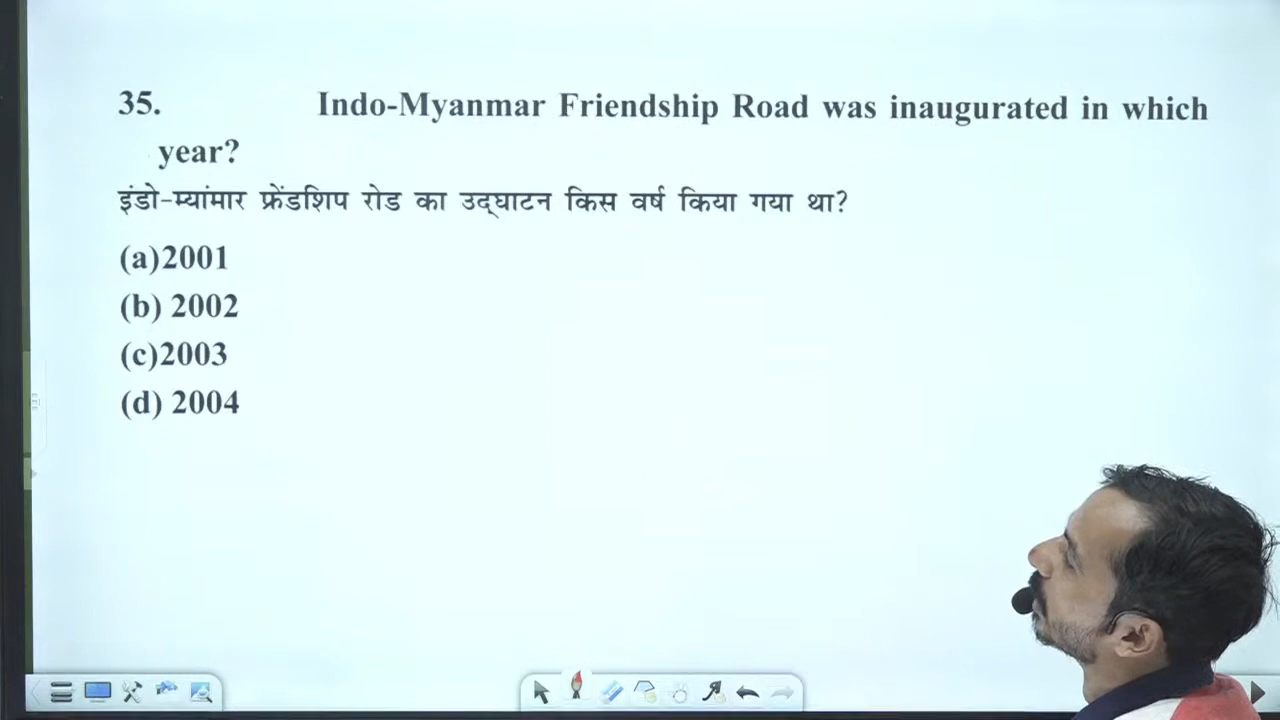 35. Indo-Myanmar Friendship Road was inaugurated in which
year?
इंडो-म्यांमार फ्रेंडशिप रोड का उद्घाटन किस वर्ष किया गया था?
(a)2001
(b) 2002
(c)2003
(d) 2004